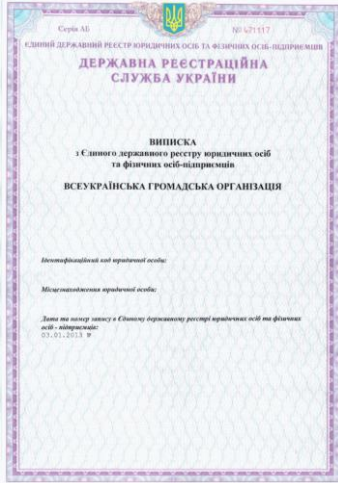 Серія АБ № 671117
ЄДИНИЙ ДЕРЖАВНИЙ РЕЄСТР ЮРИДИЧНИХ ОСІБ ТА ФІЗИЧНИХ ОСІБ-ПІДПРИЄМЦІВ
ДЕРЖАВНА РЕЄСТРАЦІЙНА
СЛУЖБА УКРАЇНИ
ВИПИСКА
з Єдиного державного реєстру юридичних осіб
та фізичних осіб-підприємців
ВСЕУКРАЇНСЬКА ГРОМАДСЬКА ОРГАНІЗАЦІЯ
Ідентифікаційний код юридичної особи:
Місцезнаходження юридичної особи:
Дата та номер запису в Єдиному державному реєстрі юридичних осіб та фізичних
осіб - підприємців:
03.01.2013 №